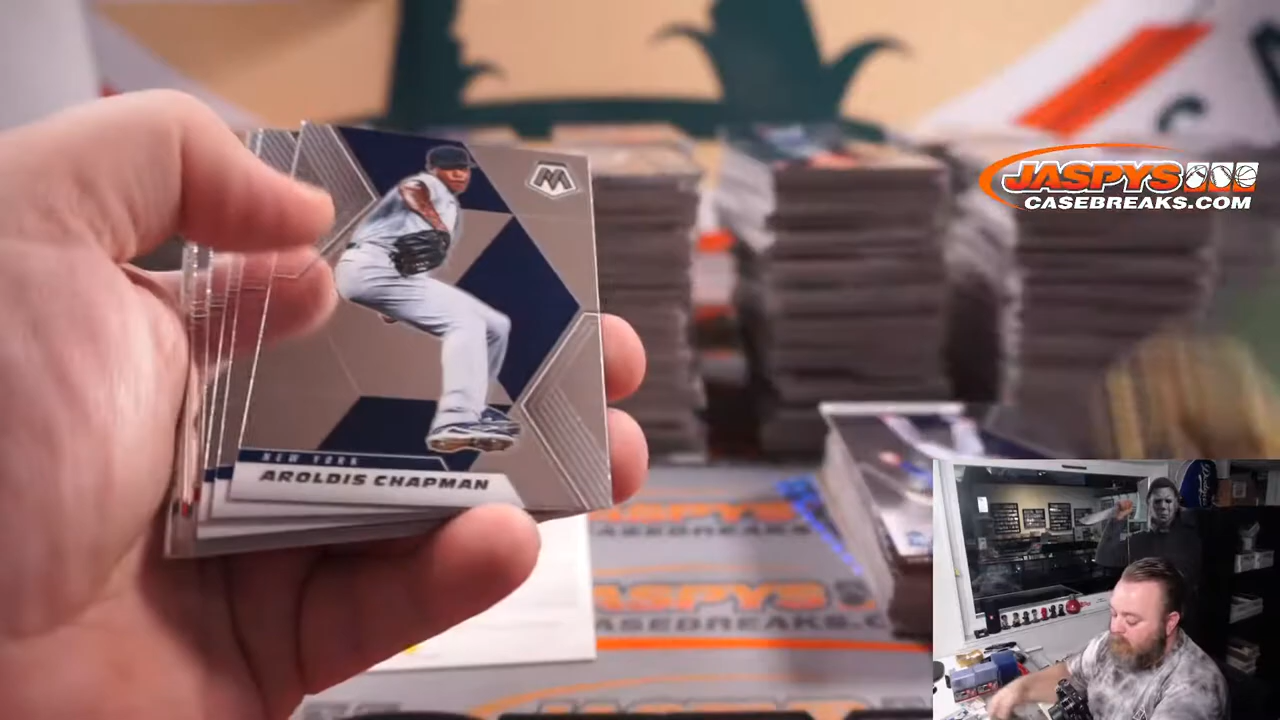 JASPYS
CASEBREAKS.COM
NEW YORK
AROLDIS CHAPMAN
JASPYS
CASEBREAKS.C